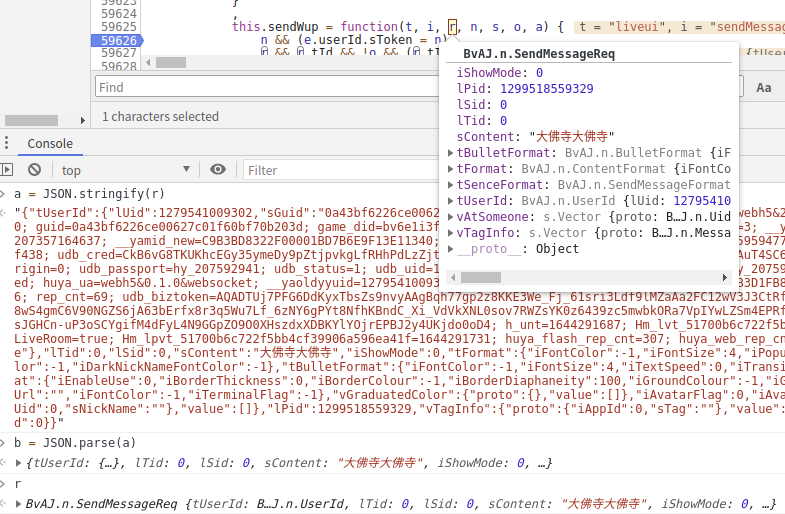 59623 }
59624 ,
59625 this.sendWup = function(t, i, r, n, s, o, a) { t = "liveui", i = "sendMessag
59626 n && (e.userId.sToken = n)
59627
Find
Aa
1 characters selected
BvAJ.n.SendMessageReq
iShowMode: 0
lPid: 1299518559329
lSid: 0
lTid: 0
sContent: "大佛寺大佛寺"
tBulletFormat: BvAJ.n.BulletFormat {iF
tFormat: BvAJ.n.ContentFormat {iFontCo
tSenceFormat: BvAJ.n.SendMessageFormat
tUserId: BvAJ.n.UserId {lUid: 12795410
vAtSomeone: s.Vector {proto: B…J.n.Uid
vTagInfo: s.Vector {proto: B…J.n.Messa
__proto__: Object
Console
top
Filter
a = JSON.stringify(r)
"{"tUserId":{"lUid":1279541009302,"sGuid":"0a43bf6226ce0062 webh5&2
0; guid=0a43bf6226ce00627c01f60bf70b203d; game_did=bv6e1i3f =3; __y
207357164637; __yamid_new=C9B3BD8322F00001BD7B6E9F13E11340; 5959477
f438; udb_cred=CkB6vG8TKUKhcEGy35ymeDy9pZtjpvkgLfRHhPdLzZjt AuT4SC6
origin=0; udb_passport=hy_207592941; udb_status=1; udb_uid=1 hy_2075
ed; huya_ua=webh5&0.1.0&websocket; __yaoldyyuid=127954100930 B3D1FB8
6; rep_cnt=69; udb_biztoken=AQADTUj7PFG6DdKyxTbsZs9nvyAAgBqh77gp2z8KKE3We_Fj_61sri3Ldf9tMZaAa2FC12wV3J3CtRf
8wS4gmC6V90NGZS6jA63bErfx8r3q5Wu7Lf_6zNY6gPYt8NfhKBndC_Xi_VdVkXNL0sov7RWZsYK0z6439zc5mwbkORa7VpIYwLZSm4EPRf
sJGHCn-uP3oSCYgifM4dFyL4N9GGpZO9O0XHszdxXDBKYlYOjrEPBJ2y4UKjdo0oD4; h_unt=1644291687; Hm_lvt_51700b6c722f5b
LiveRoom=true; Hm_lpvt_51700b6c722f5bb4cf39906a596ea41f=1644291731; huya_flash_rep_cnt=307; huya_web_rep_cn
e"},"lTid":0,"lSid":0,"sContent":"大佛寺大佛寺","iShowMode":0,"tFormat":{"iFontColor":-1,"iFontSize":4,"iPopu
lor":-1,"iDarkNickNameFontColor":-1},"tBulletFormat":{"iFontColor":-1,"iFontSize":4,"iTextSpeed":0,"iTransi
at":{"iEnableUse":0,"iBorderThickness":0,"iBorderColour":-1,"iBorderDiaphaneity":100,"iGroundColour":-1,"iG
Url":"","iFontColor":-1,"iTerminalFlag":-1},"vGraduatedColor":{"proto":{},"value":[]},"iAvatarFlag":0,"iAva
Uid":0,"sNickName":""},"value":[]},"lPid":1299518559329,"vTagInfo":{"proto":{"iAppId":0,"sTag":""},"value":
d":0}}"
b = JSON.parse(a)
{tUserId: {…}, lTid: 0, lSid: 0, sContent: "大佛寺大佛寺", iShowMode: 0, …}
r
BvAJ.n.SendMessageReq {tUserId: B…J.n.UserId, lTid: 0, lSid: 0, sContent: "大佛寺大佛寺", iShowMode: 0, …}